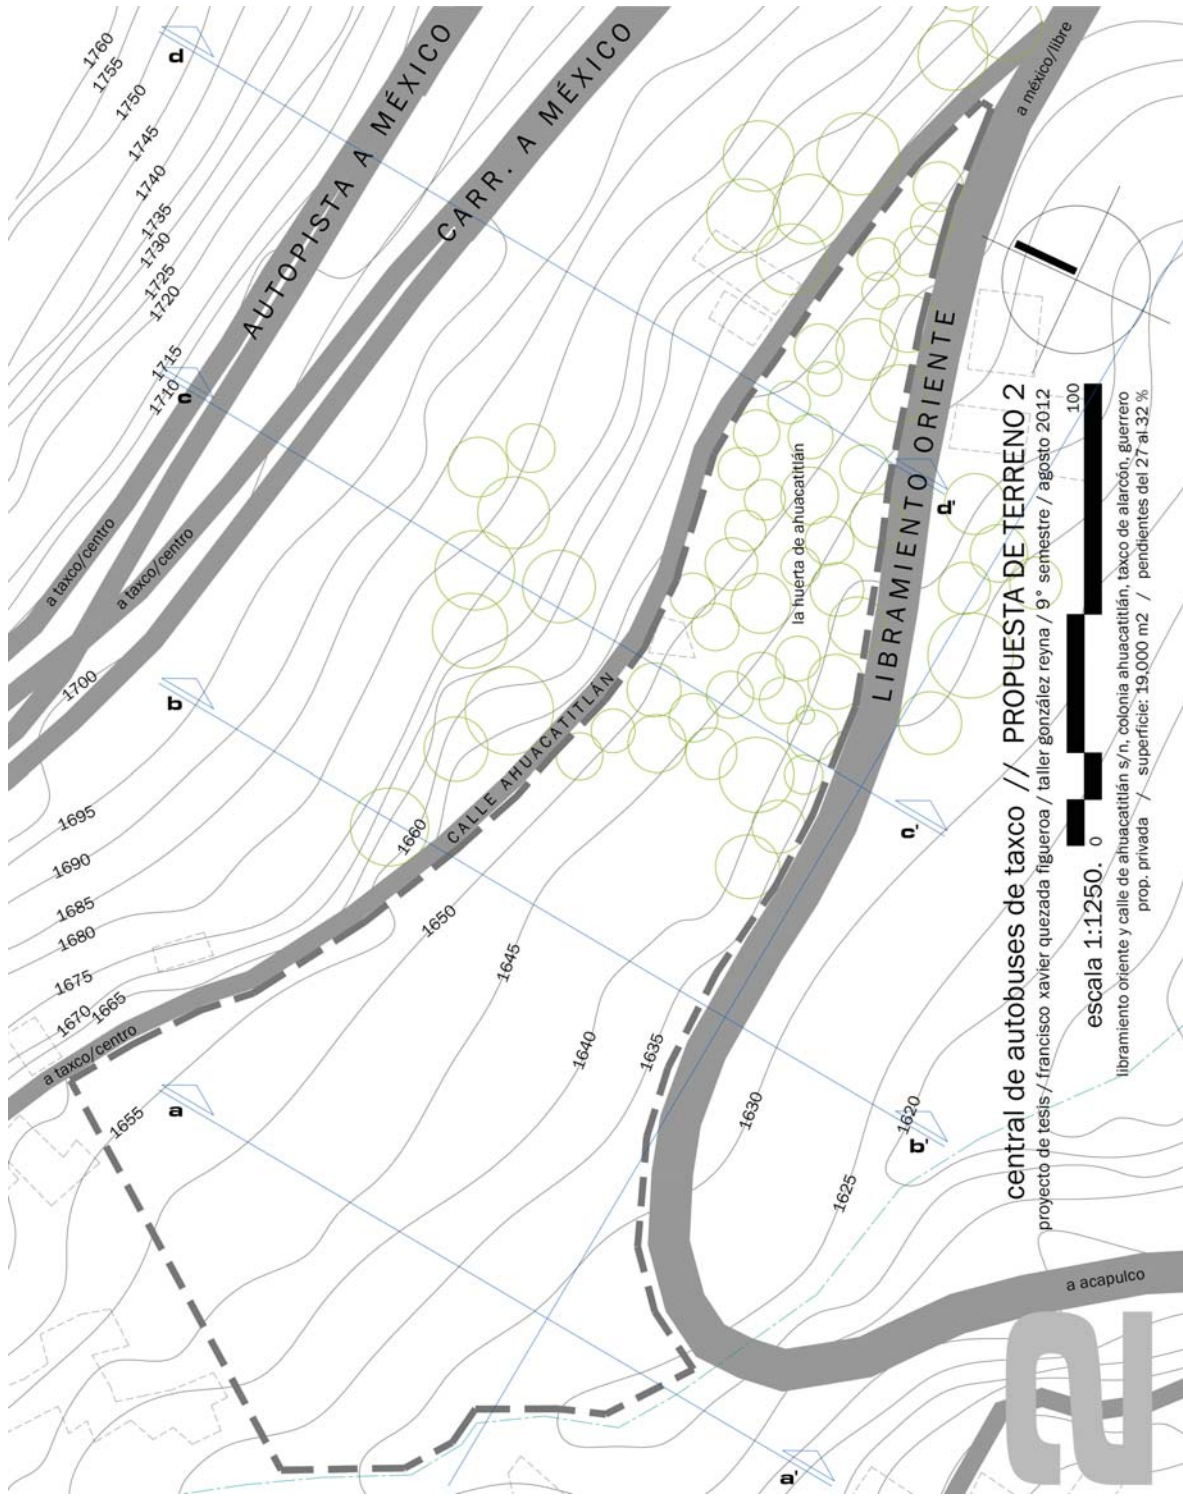 central de autobuses de taxco // PROPUESTA DE TERRENO 2
proyecto de tesis / francisco xavier quezada figueroa / taller gonzález reyna / 9° semestre / agosto 2012
escala 1:1250.
0
100
libramiento oriente y calle de ahuacatitlán s/n, colonia ahuacatitlán, taxco de alarcón, guerrero
prop. privada / superficie: 19,000 m2 / pendientes del 27 al 32 %
2
AUTOPISTA A MÉXICO
CARR. A MÉXICO
a méxico/libre
LIBRAMIENTO ORIENTE
CALLE AHUACATITLÁN
la huerta de ahuacatitlán
a taxco/centro
a taxco/centro
a taxco/centro
a acapulco
d
c
b
a
d'
c'
b'
a'
1760
1755
1750
1745
1740
1735
1730
1725
1720
1715
1710
1700
1695
1690
1685
1680
1675
1670
1665
1660
1655
1650
1645
1640
1635
1630
1625
1620